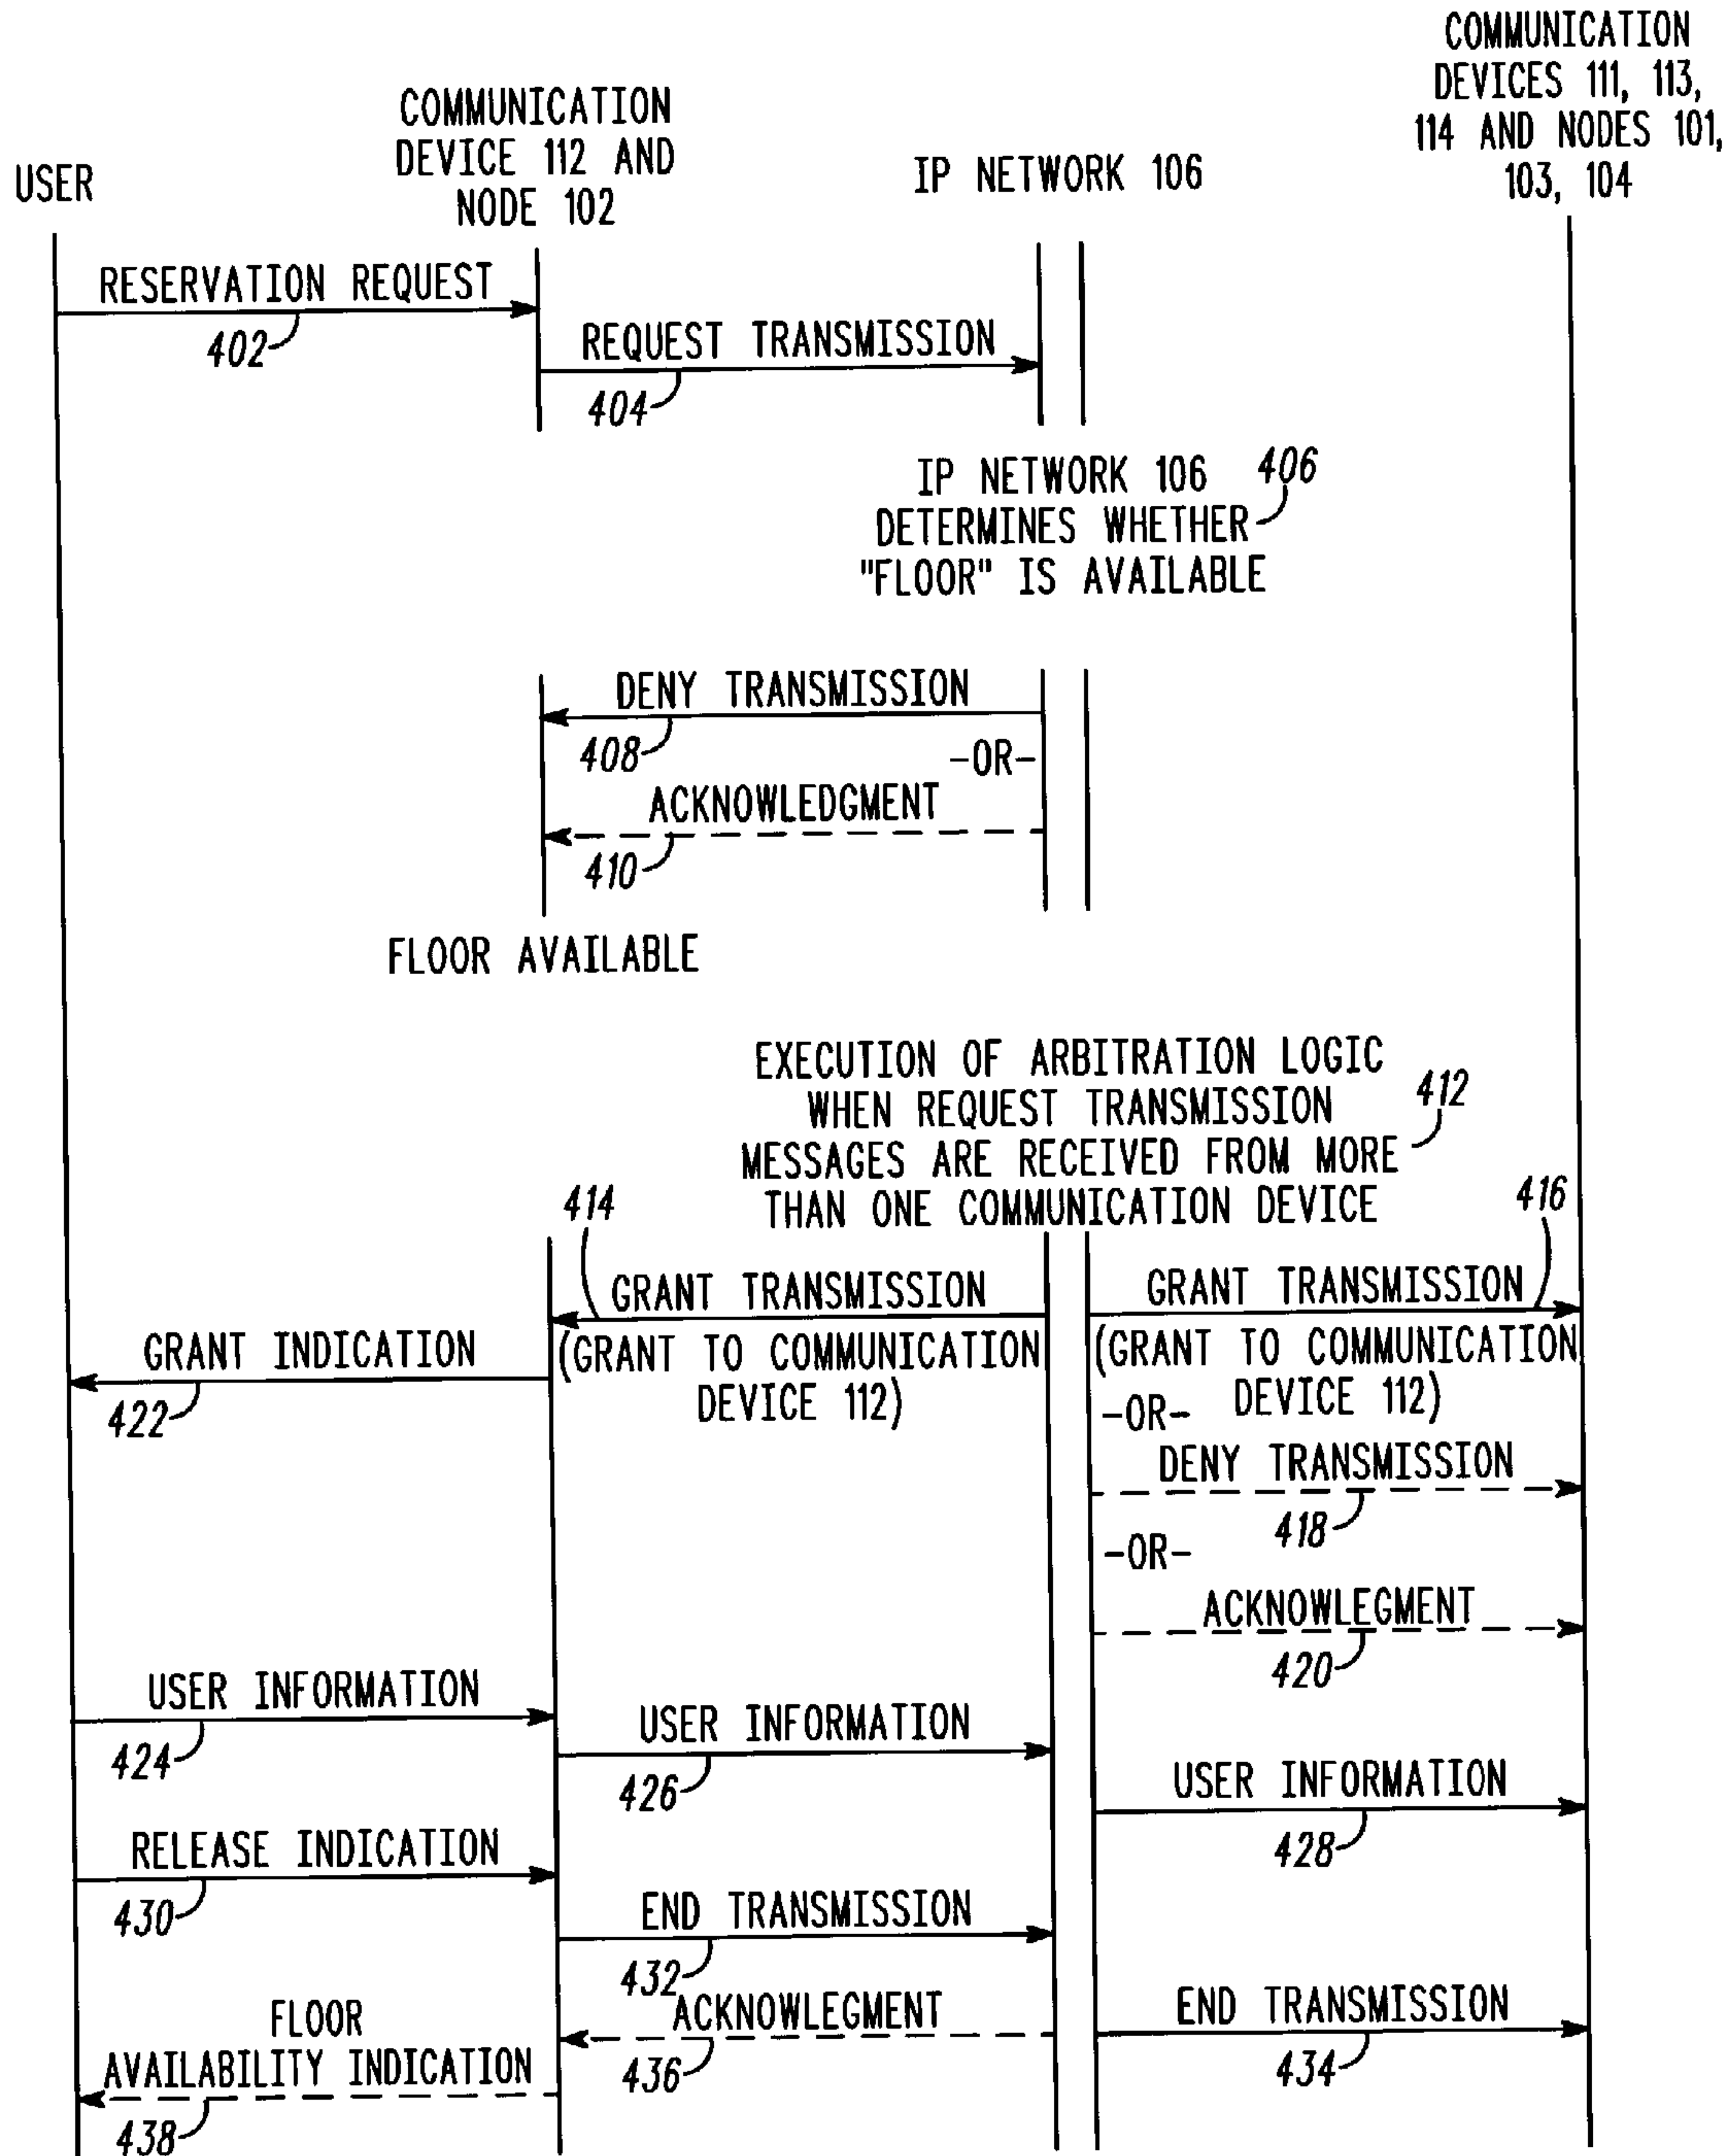 COMMUNICATION
DEVICES 111, 113,
114 AND NODES 101,
103, 104
COMMUNICATION
DEVICE 112 AND
NODE 102
IP NETWORK 106
USER
RESERVATION REQUEST
402
REQUEST TRANSMISSION
404
IP NETWORK 106
DETERMINES WHETHER
"FLOOR" IS AVAILABLE
406
DENY TRANSMISSION
408
-OR-
ACKNOWLEDGMENT
410
FLOOR AVAILABLE
EXECUTION OF ARBITRATION LOGIC
WHEN REQUEST TRANSMISSION
MESSAGES ARE RECEIVED FROM MORE
THAN ONE COMMUNICATION DEVICE
412
414
416
GRANT TRANSMISSION
(GRANT TO COMMUNICATION
DEVICE 112)
GRANT TRANSMISSION
(GRANT TO COMMUNICATION
DEVICE 112)
GRANT INDICATION
422
-OR-
DENY TRANSMISSION
418
-OR-
ACKNOWLEGMENT
420
USER INFORMATION
424
USER INFORMATION
426
USER INFORMATION
428
RELEASE INDICATION
430
END TRANSMISSION
432
ACKNOWLEGMENT
436
END TRANSMISSION
434
FLOOR
AVAILABILITY INDICATION
438